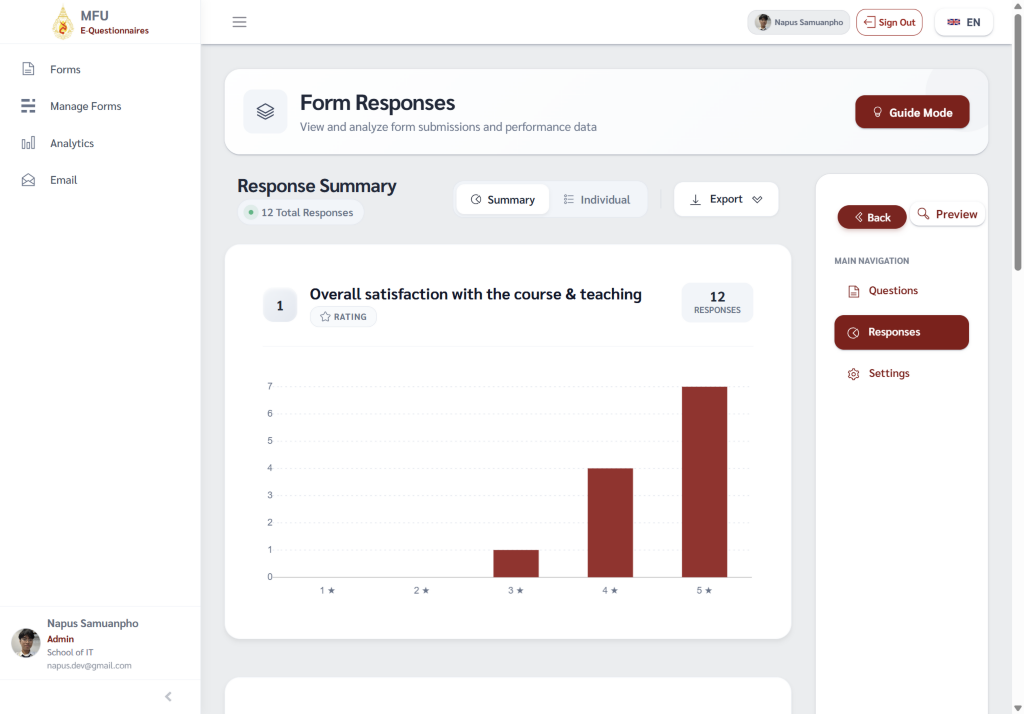 MFU
E-Questionnaires
Forms
Manage Forms
Analytics
Email
Napus Samuanpho
Sign Out
EN
Form Responses
View and analyze form submissions and performance data
Guide Mode
Response Summary
12 Total Responses
Summary
Individual
Export
1
Overall satisfaction with the course & teaching
RATING
12
RESPONSES
7
6
5
4
3
2
1
0
1 ★
2 ★
3 ★
4 ★
5 ★
Back
Preview
MAIN NAVIGATION
Questions
Responses
Settings
Napus Samuanpho
Admin
School of IT
napus.dev@gmail.com